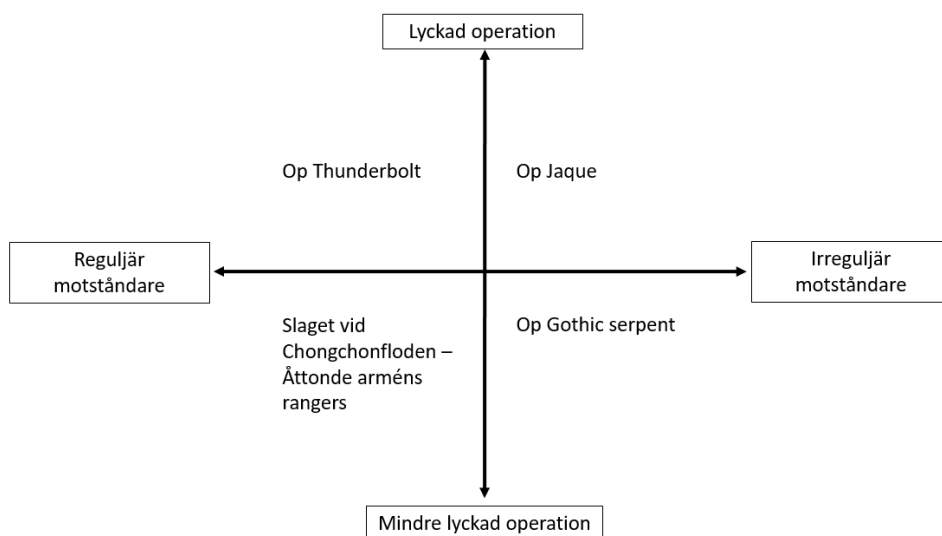 Lyckad operation
Op Thunderbolt
Op Jaque
Reguljär
motståndare
Irreguljär
motståndare
Slaget vid
Chongchonfloden –
Åttonde arméns
rangers
Op Gothic serpent
Mindre lyckad operation